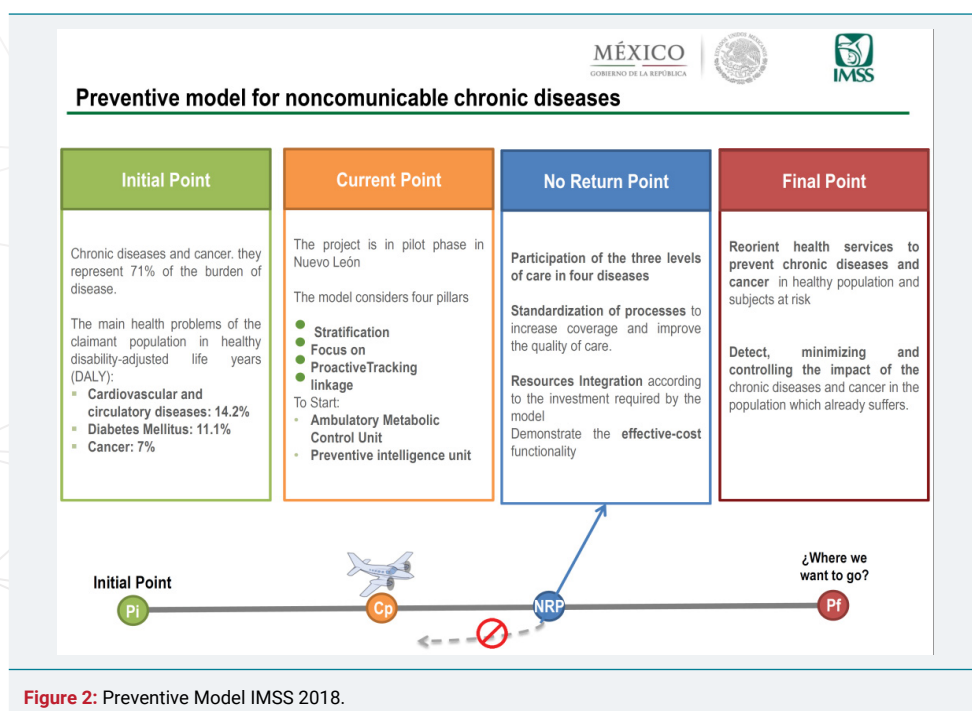 MÉXICO
GOBIERNO DE LA REPÚBLICA
IMSS
Preventive model for noncomunicable chronic diseases
Initial Point
Chronic diseases and cancer. they
represent 71% of the burden of
disease.
The main health problems of the
claimant population in healthy
disability-adjusted life years
(DALY):
Cardiovascular and
circulatory diseases: 14.2%
Diabetes Mellitus: 11.1%
Cancer: 7%
Current Point
The project is in pilot phase in
Nuevo León
The model considers four pillars
Stratification
Focus on
ProactiveTracking
linkage
To Start:
Ambulatory Metabolic
Control Unit
Preventive intelligence unit
No Return Point
Participation of the three levels
of care in four diseases
Standardization of processes to
increase coverage and improve
the quality of care.
Resources Integration according
to the investment required by the
model
Demonstrate the effective-cost
functionality
Final Point
Reorient health services to
prevent chronic diseases and
cancer in healthy population and
subjects at risk
Detect, minimizing and
controlling the impact of the
chronic diseases and cancer in the
population which already suffers.
Initial Point
¿Where we
want to go?
Pi
Cp
NRP
Pf
Figure 2: Preventive Model IMSS 2018.